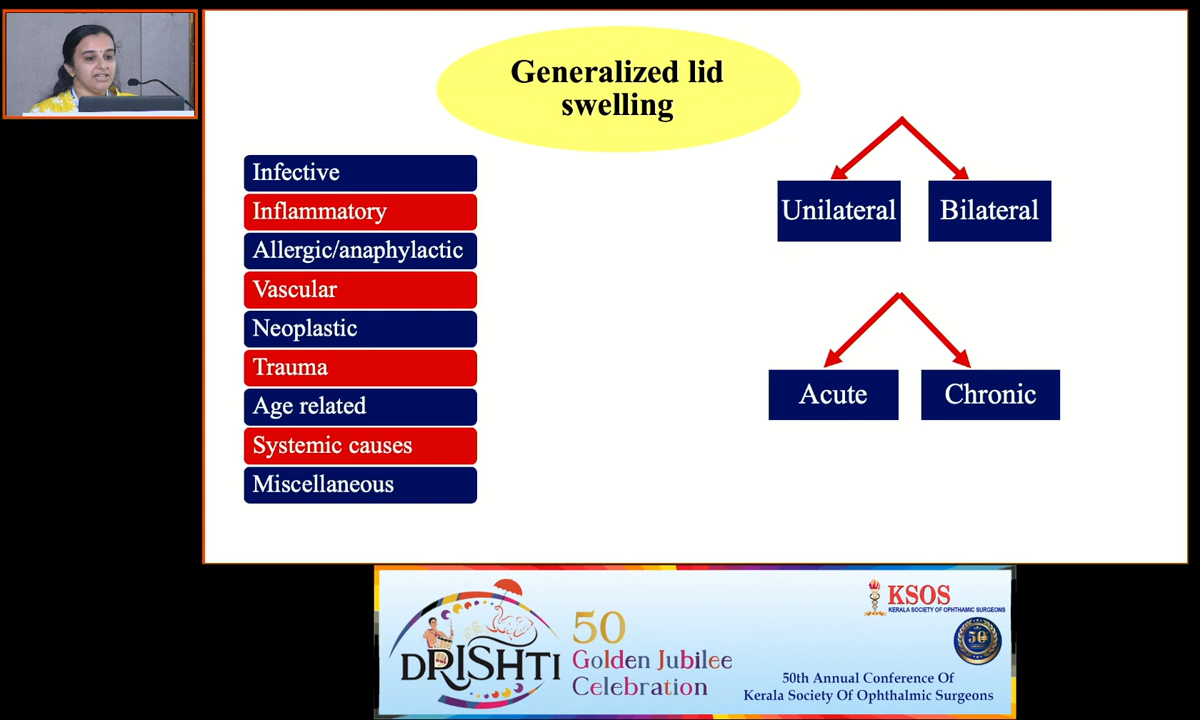 Generalized lid
swelling
Infective
Inflammatory
Allergic/anaphylactic
Vascular
Neoplastic
Trauma
Age related
Systemic causes
Miscellaneous
Unilateral
Bilateral
Acute
Chronic
DRISHTI
50
Golden Jubilee
Celebration
KSOS
KERALA SOCIETY OF OPHTHAMIC SURGEONS
50
50th Annual Conference Of
Kerala Society Of Ophthalmic Surgeons